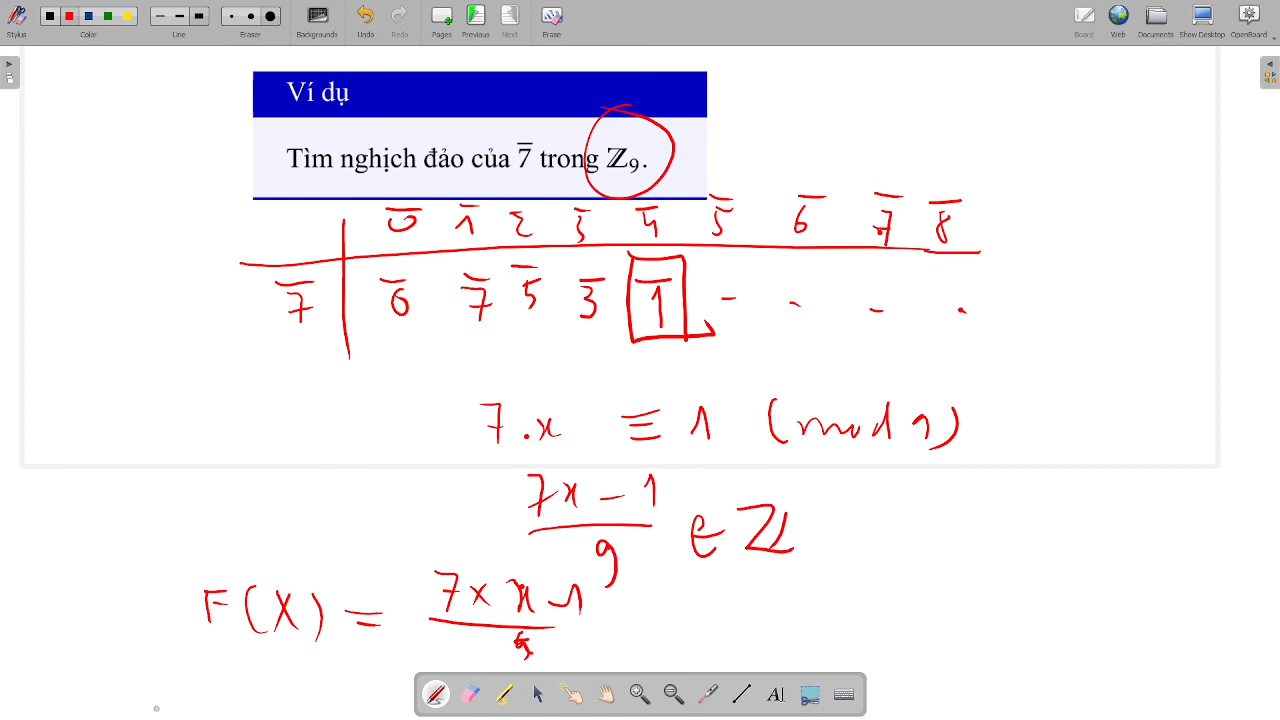 Stylus Color Line Eraser Backgrounds Undo Redo Pages Previous Next Erase Board Web Documents Show Desktop OpenBoard
Ví dụ
Tìm nghịch đảo của 7̅ trong ℤ₉.
0̅ 1̅ 2̅ 3̅ 4̅ 5̅ 6̅ 7̅ 8̅
7̅ 0̅ 7̅ 5̅ 3̅ 1̅ - . - .
7.x ≡ 1 (mod 9)
7x - 1
9
∈ ℤ
F(X) = 7 × x - 1
9
AI